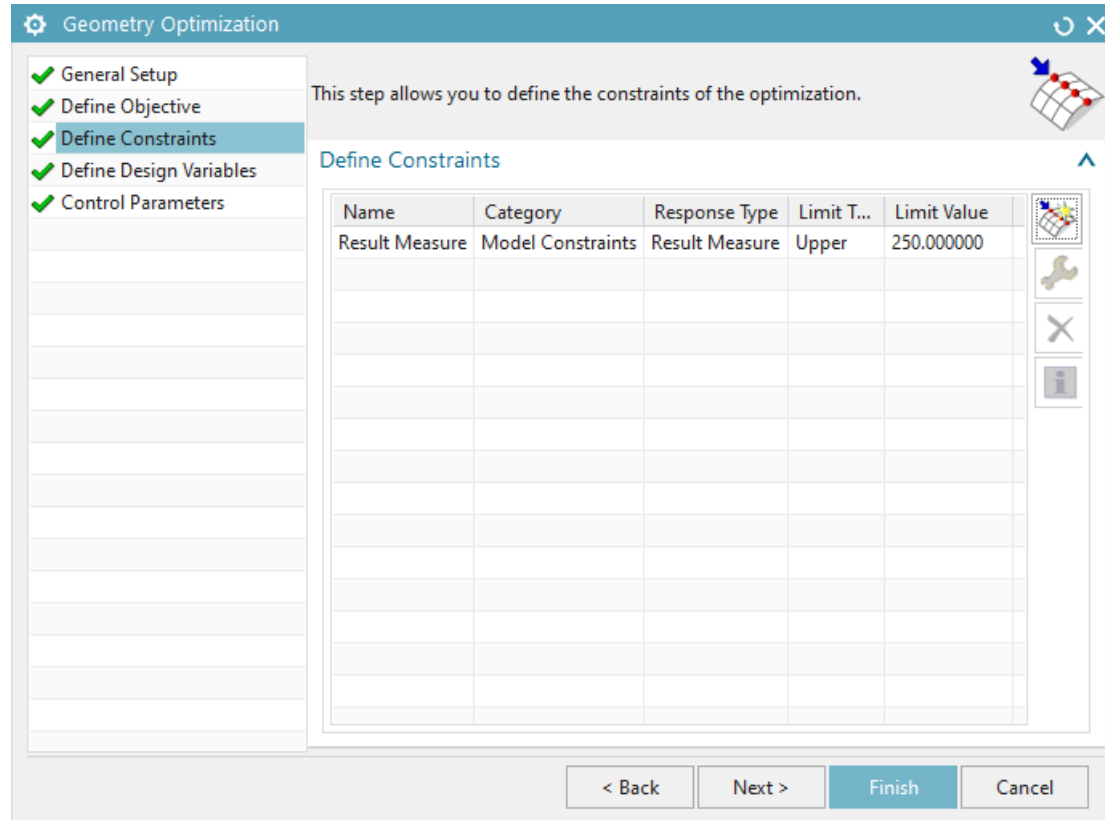 Geometry Optimization
General Setup
Define Objective
Define Constraints
Define Design Variables
Control Parameters
This step allows you to define the constraints of the optimization.
Define Constraints
Name Category Response Type Limit T... Limit Value
Result Measure Model Constraints Result Measure Upper 250.000000
< Back Next > Finish Cancel